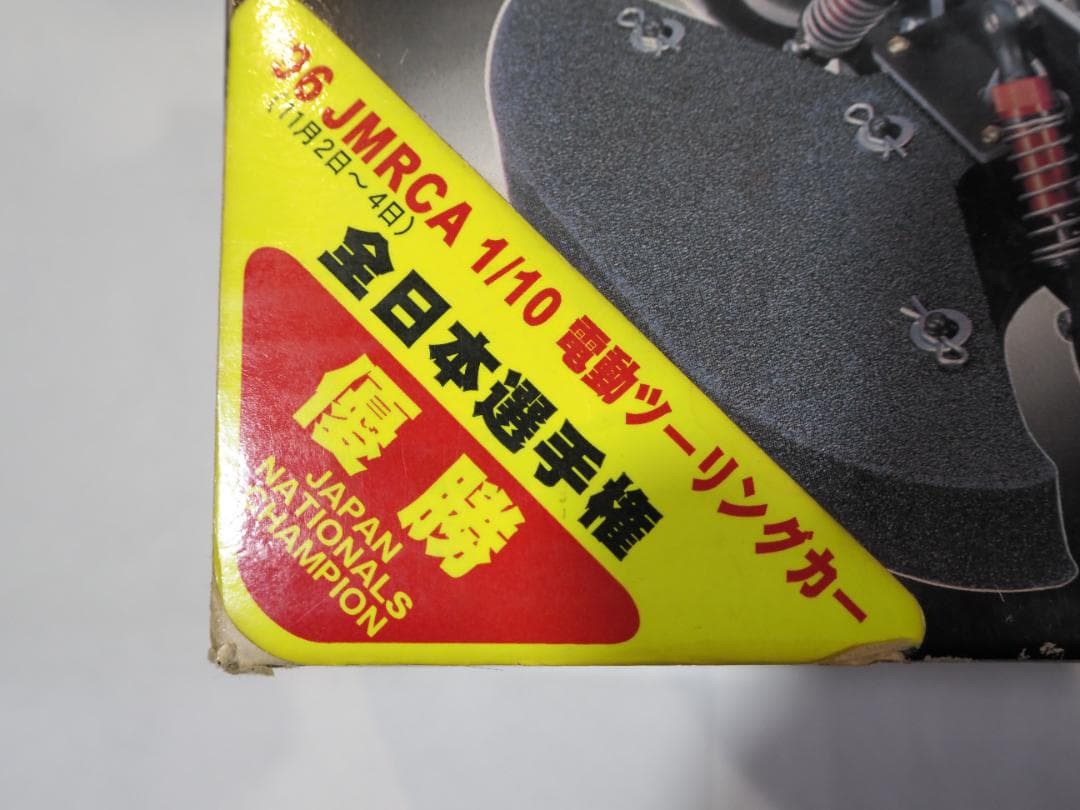 '96 JMRCA 1/10 電動ツーリングカー
(11月2日〜4日)
全日本選手権
優勝
JAPAN
NATIONALS
CHAMPION